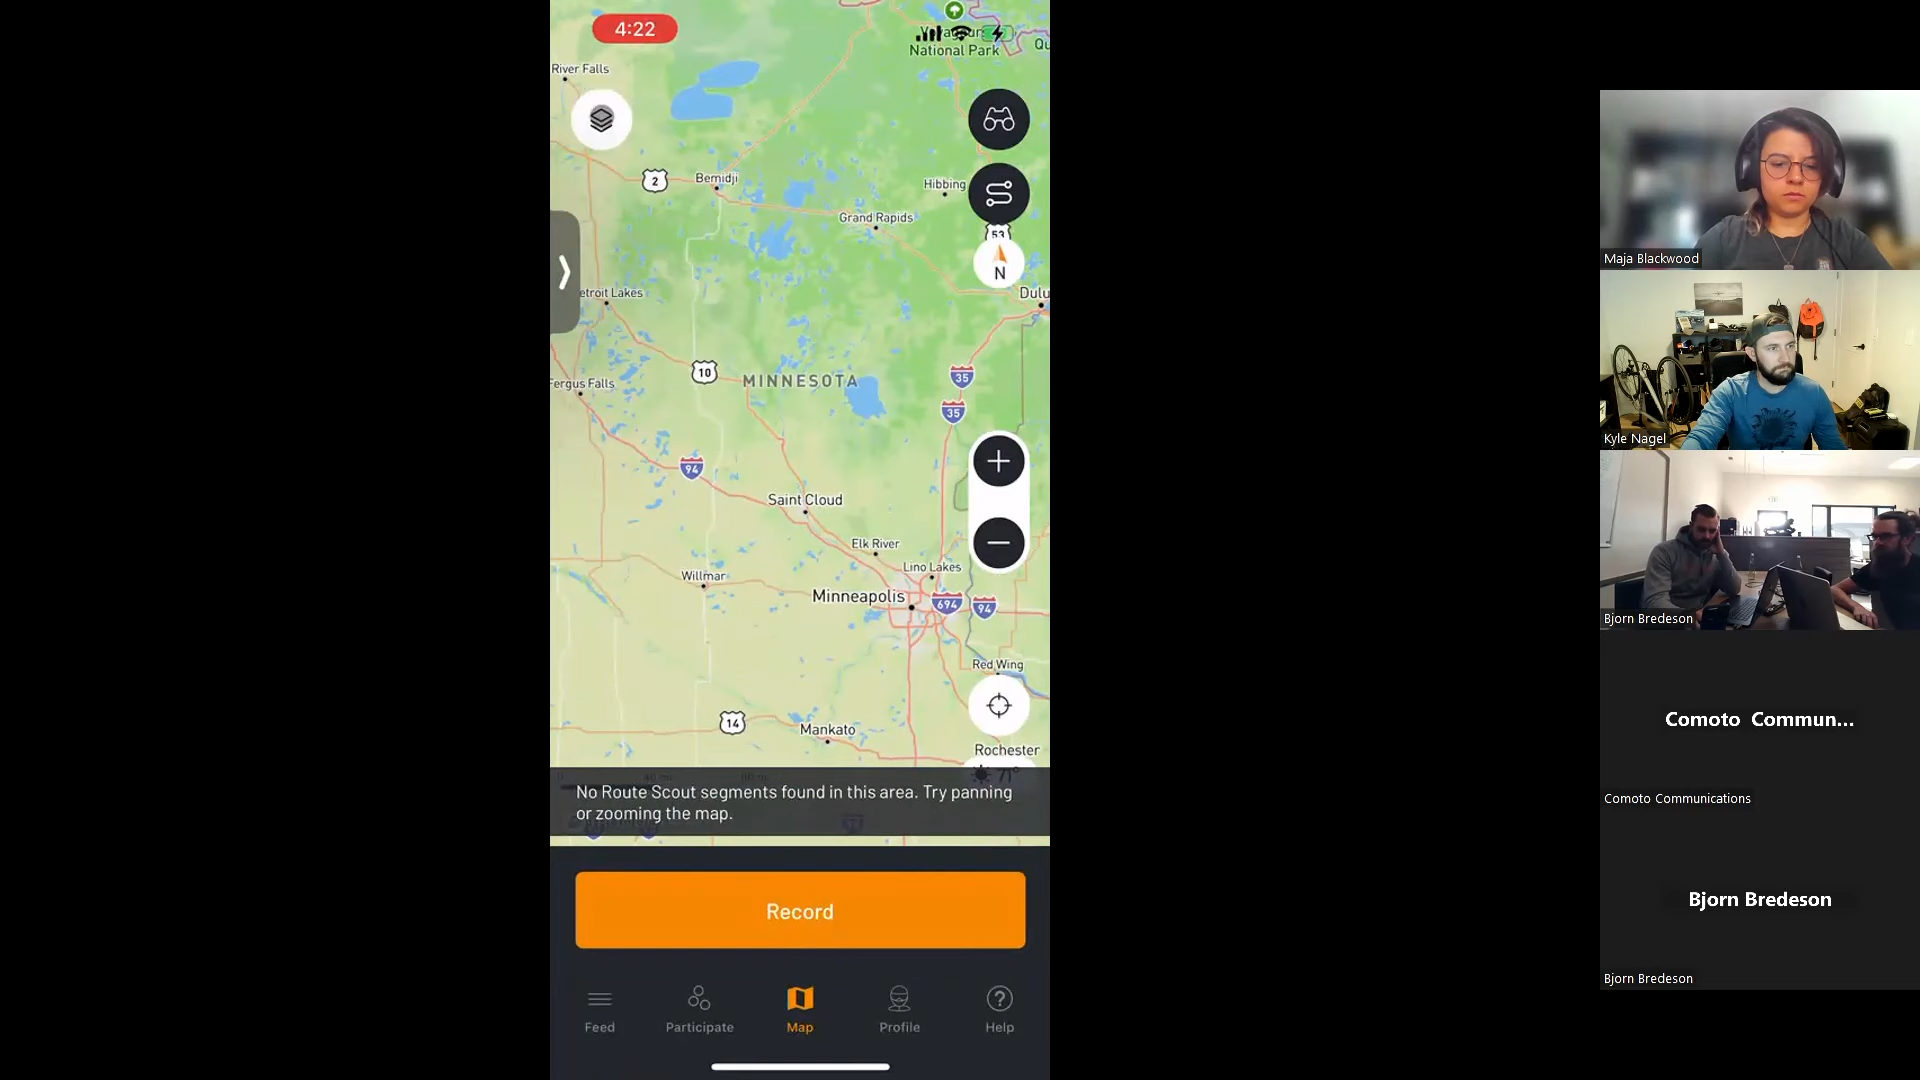 4:22
National Park
River Falls
2
Bemidji
Hibbing
Grand Rapids
53
N
etroit Lakes
Dulu
10
MINNESOTA
35
Fergus Falls
35
94
Saint Cloud
Elk River
Lino Lakes
Willmar
Minneapolis
694
94
Red Wing
14
Mankato
Rochester
71°
No Route Scout segments found in this area. Try panning
or zooming the map.
Record
Feed
Participate
Map
Profile
Help
Maja Blackwood
Kyle Nagel
Bjorn Bredeson
Comoto Commun...
Comoto Communications
Bjorn Bredeson
Bjorn Bredeson